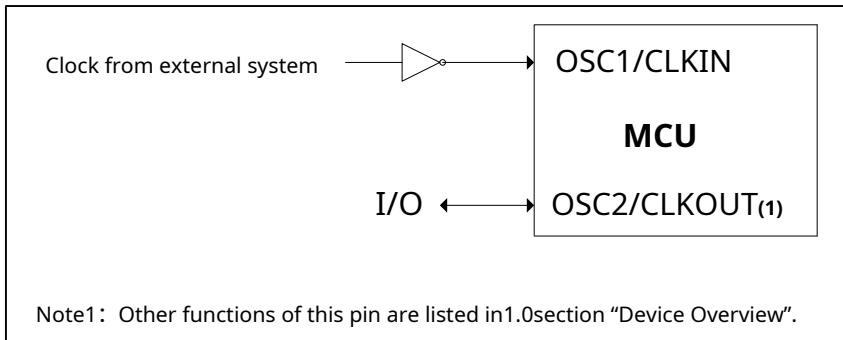 Clock from external system
OSC1/CLKIN
MCU
I/O
OSC2/CLKOUT(1)
Note1：Other functions of this pin are listed in1.0section “Device Overview”.